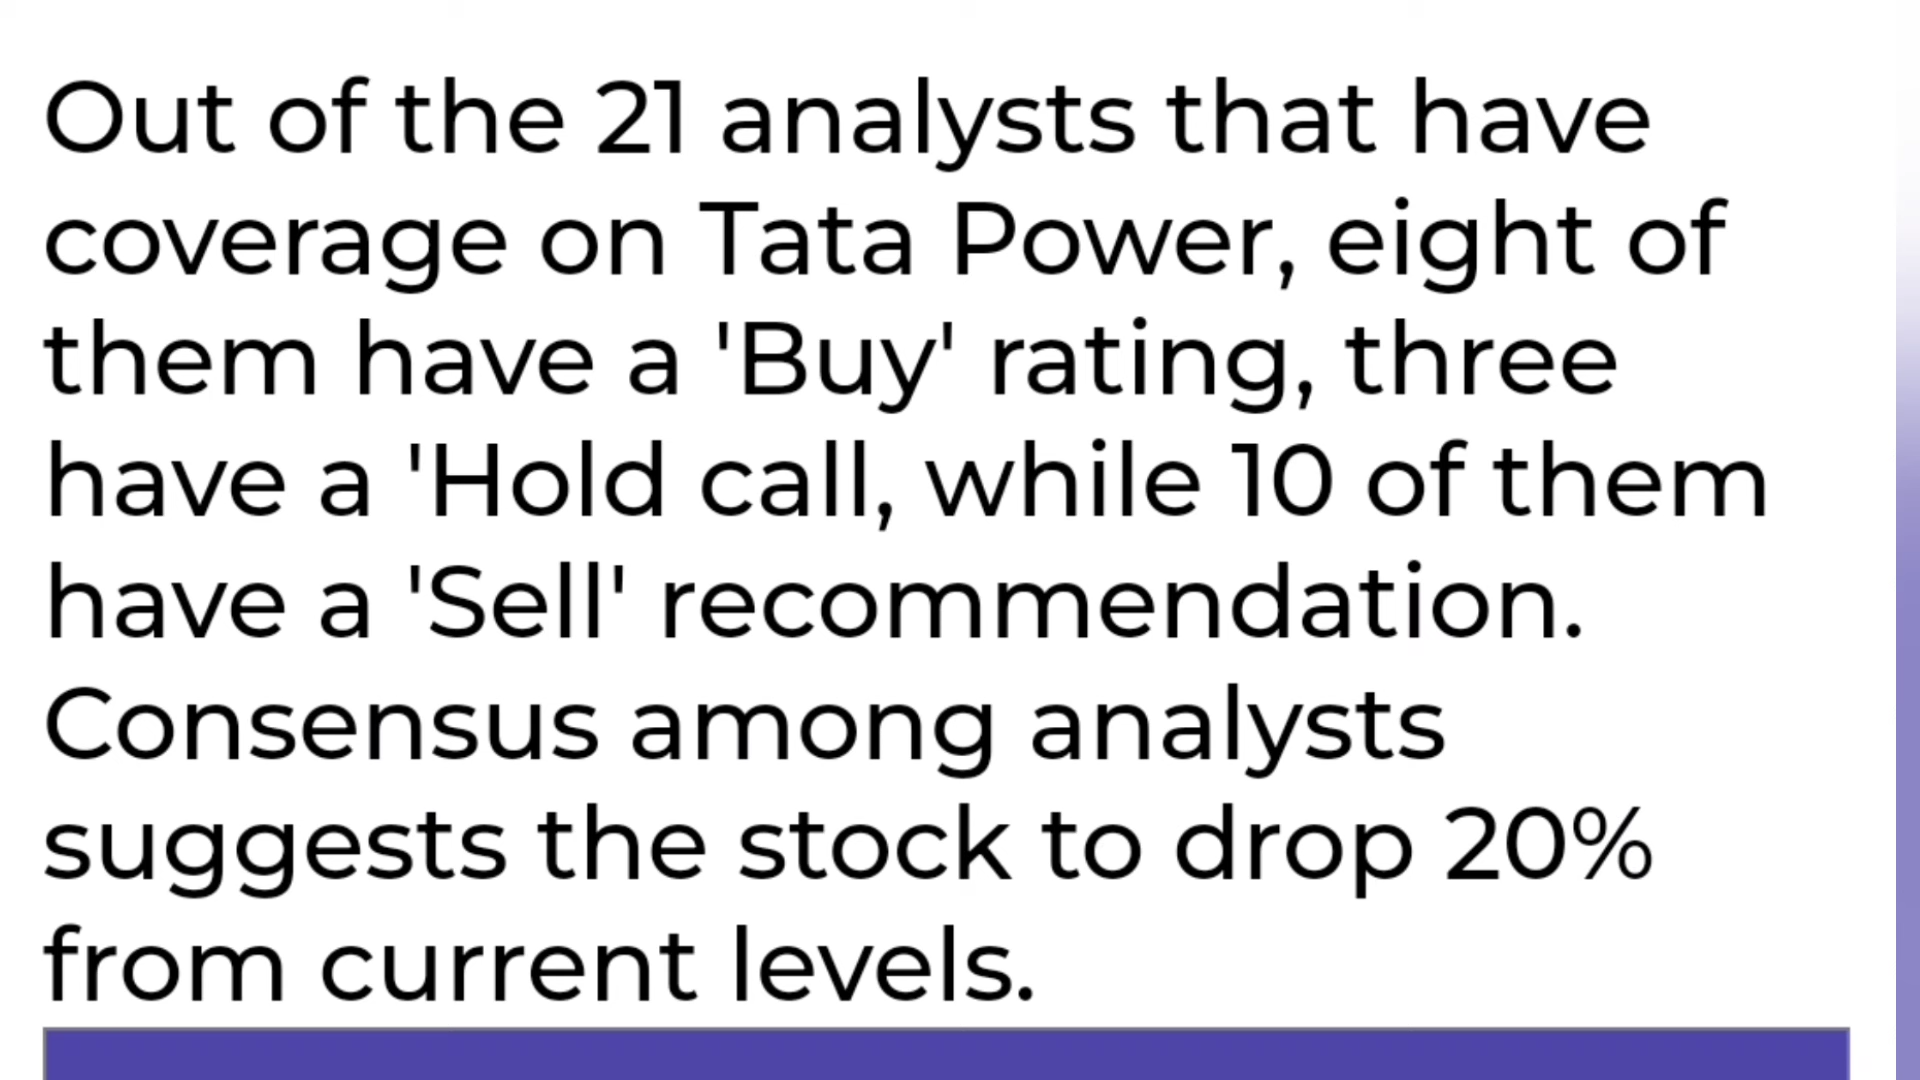 Out of the 21 analysts that have
coverage on Tata Power, eight of
them have a 'Buy' rating, three
have a 'Hold call, while 10 of them
have a 'Sell' recommendation.
Consensus among analysts
suggests the stock to drop 20%
from current levels.